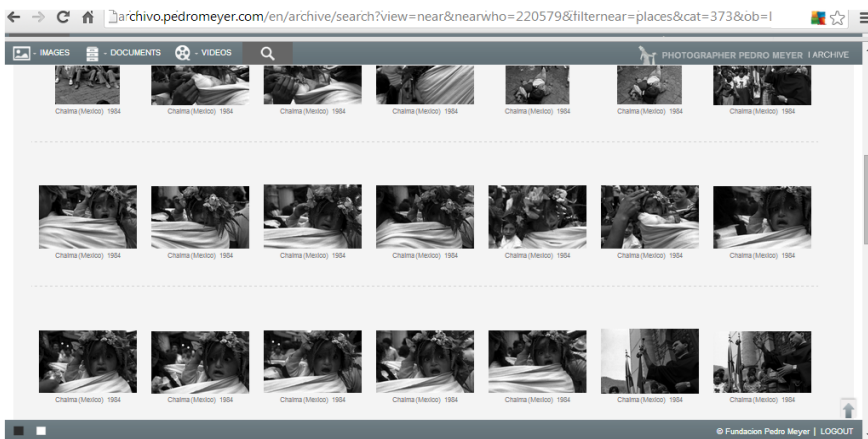 archivo.pedromeyer.com/en/archive/search?view=near&nearwho=220579&filternear=places&cat=373&ob=I
- IMAGES - DOCUMENTS - VIDEOS PHOTOGRAPHER PEDRO MEYER | ARCHIVE
Chalma (Mexico) 1984 Chalma (Mexico) 1984 Chalma (Mexico) 1984 Chalma (Mexico) 1984 Chalma (Mexico) 1984 Chalma (Mexico) 1984 Chalma (Mexico) 1984
Chalma (Mexico) 1984 Chalma (Mexico) 1984 Chalma (Mexico) 1984 Chalma (Mexico) 1984 Chalma (Mexico) 1984 Chalma (Mexico) 1984 Chalma (Mexico) 1984
Chalma (Mexico) 1984 Chalma (Mexico) 1984 Chalma (Mexico) 1984 Chalma (Mexico) 1984 Chalma (Mexico) 1984 Chalma (Mexico) 1984 Chalma (Mexico) 1984
© Fundacion Pedro Meyer | LOGOUT